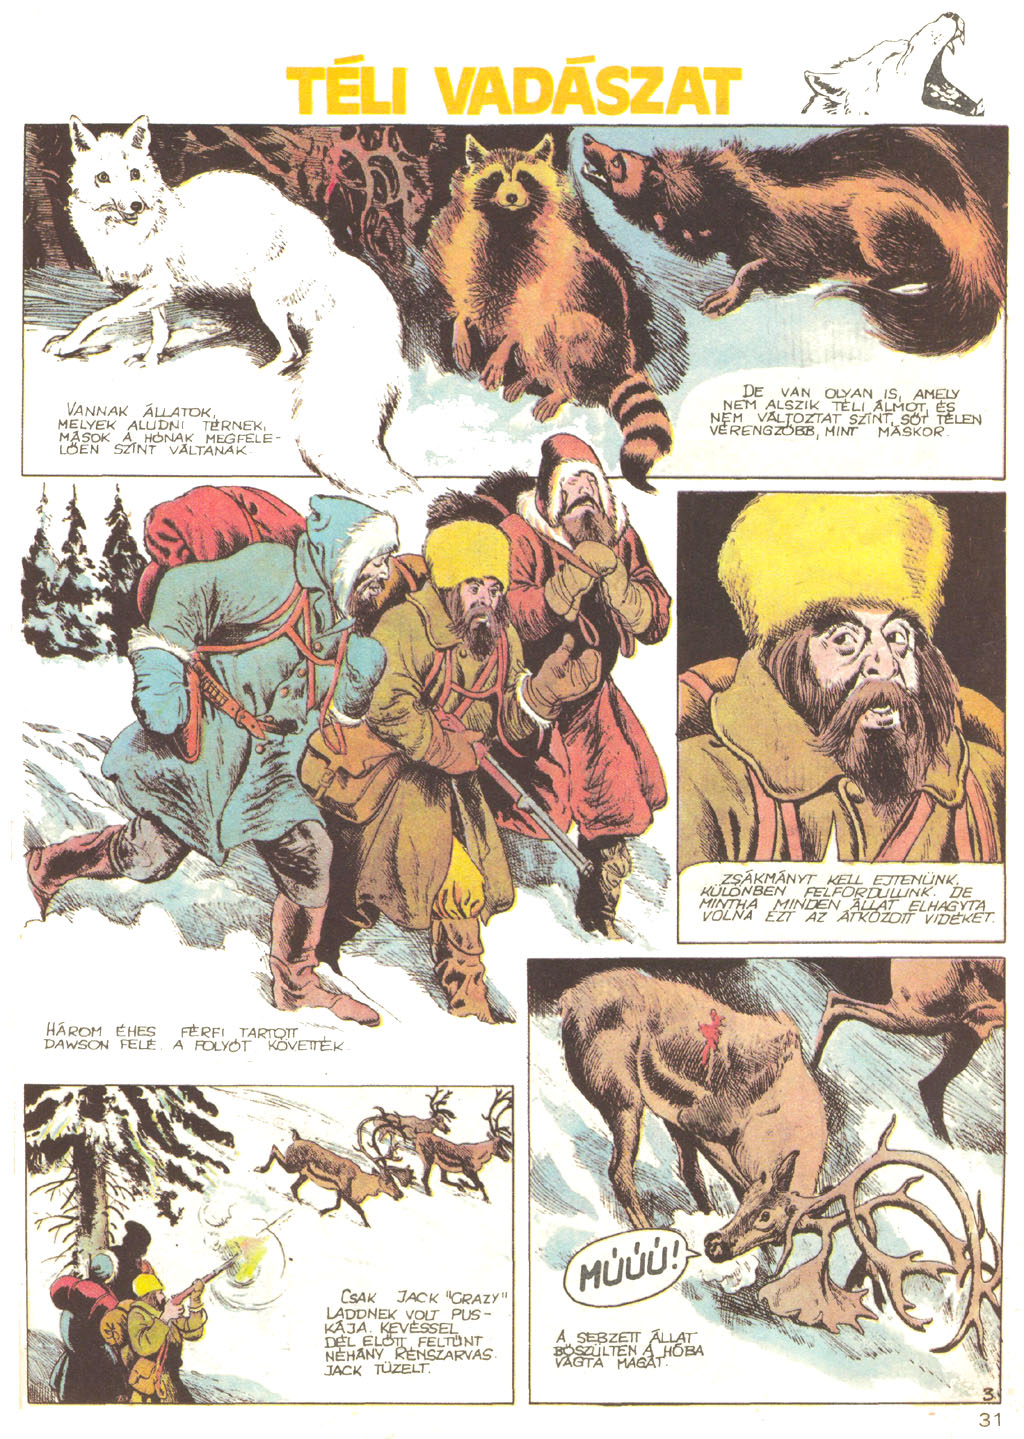 TÉLI VADÁSZAT
VANNAK ÁLLATOK,
MELYEK ALUDNI TÉRNEK,
MÁSOK A HÓNAK MEGFELE-
LŐEN SZÍNT VÁLTANAK.
DE VAN OLYAN IS, AMELY
NEM ALSZIK TÉLI ÁLMOT, ÉS
NEM VÁLTOZTAT SZÍNT, SŐT TÉLEN
VÉRENGZŐBB, MINT MÁSKOR.
ZSÁKMÁNYT KELL EJTENÜNK,
KÜLÖNBEN FELFORDULUNK. DE
MINTHA MINDEN ÁLLAT ELHAGYTA
VOLNA EZT AZ ÁTKOZOTT VIDÉKET.
HÁROM ÉHES FÉRFI TARTOTT
DAWSON FELÉ. A FOLYÓT KÖVETTÉK.
CSAK JACK "GRAZY"
LADDNEK VOLT PUS-
KÁJA. KEVÉSSEL
DÉL ELŐTT FELTŰNT
NÉHÁNY RÉNSZARVAS.
JACK TÜZELT.
MÚÚÚ!
A SEBZETT ÁLLAT
BŐSZÜLTEN A HÓBA
VÁGTA MAGÁT.
3
31